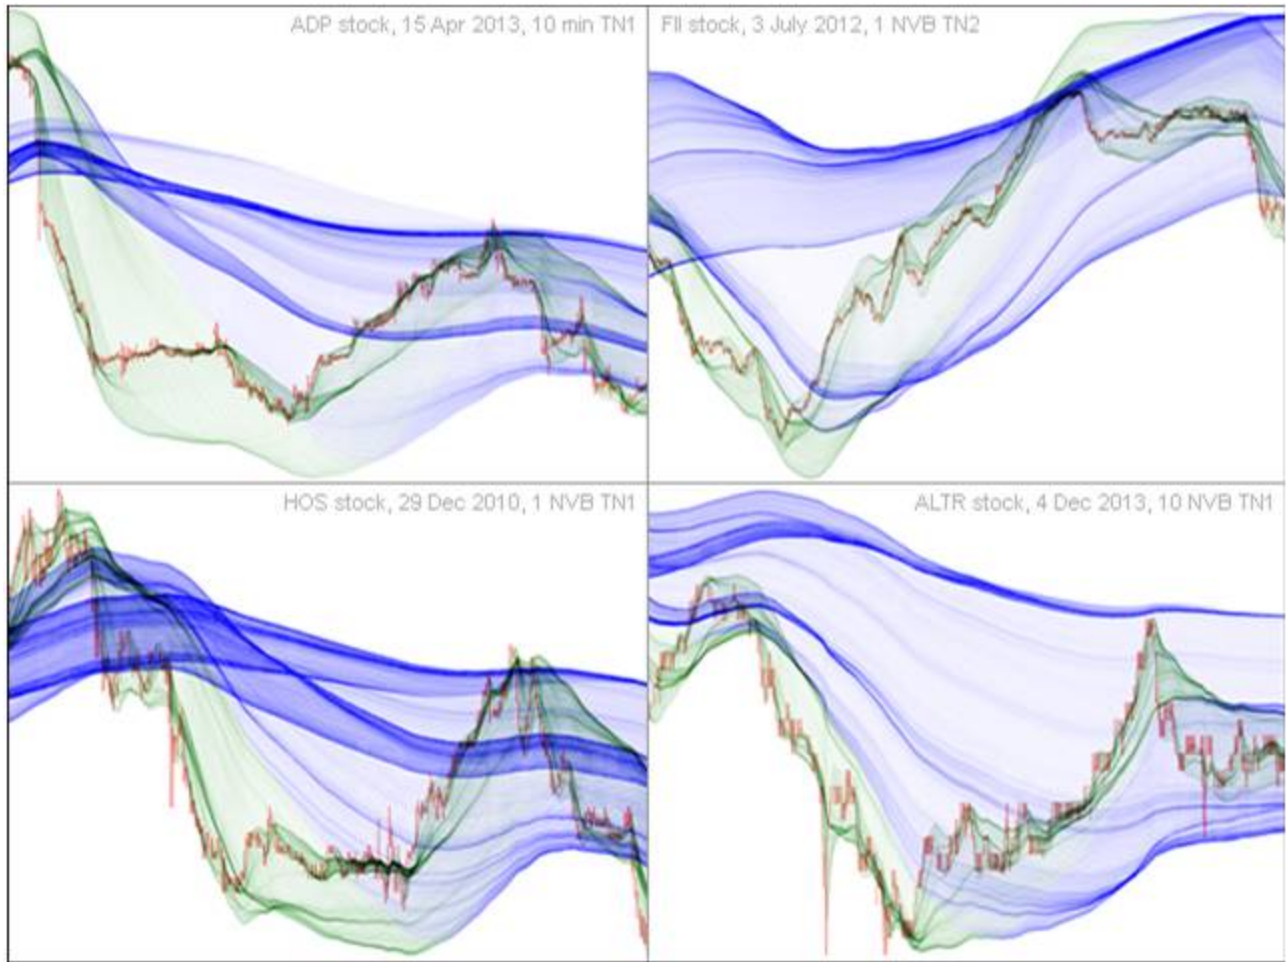 ADP stock, 15 Apr 2013, 10 min TN1
FII stock, 3 July 2012, 1 NVB TN2
HOS stock, 29 Dec 2010, 1 NVB TN1
ALTR stock, 4 Dec 2013, 10 NVB TN1